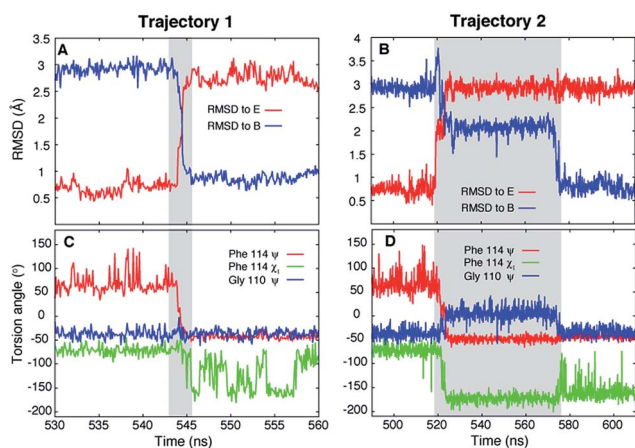 Trajectory 1
Trajectory 2
A
3.5
3
2.5
2
1.5
1
0.5
RMSD (Å)
RMSD to E
RMSD to B
B
4
3.5
3
2.5
2
1.5
1
0.5
RMSD to E
RMSD to B
C
150
100
50
0
-50
-100
-150
-200
Torsion angle (°)
Phe 114 ψ
Phe 114 χ₁
Gly 110 ψ
530 535 540 545 550 555 560
Time (ns)
D
150
100
50
0
-50
-100
-150
-200
Phe 114 ψ
Phe 114 χ₁
Gly 110 ψ
500 520 540 560 580 600
Time (ns)